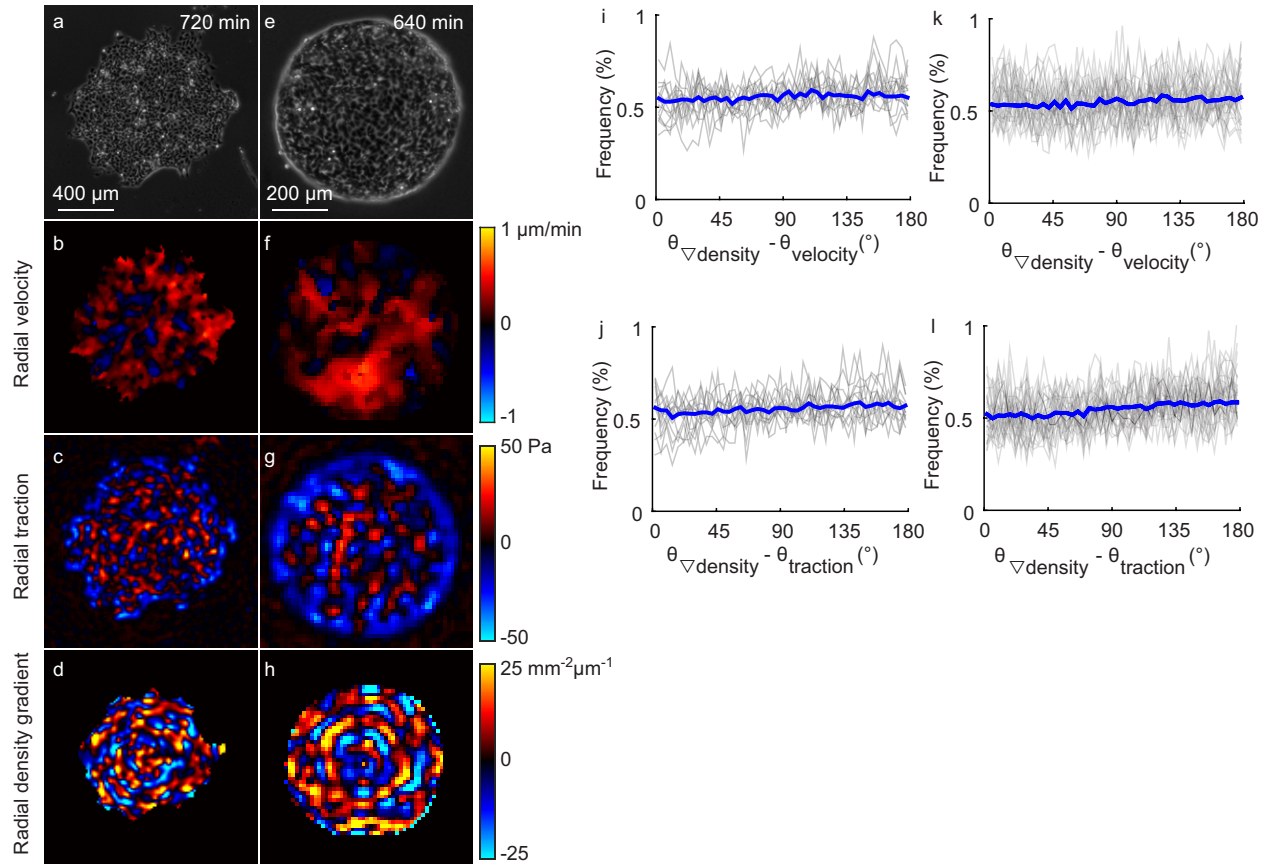 a
720 min
400 µm
e
640 min
200 µm
b
f
Radial velocity
1 µm/min
0
-1
c
g
Radial traction
50 Pa
0
-50
d
h
Radial density gradient
25 mm-2µm-1
0
-25
i
Frequency (%)
1
0.5
1
0 45 90 135 180
θ▽density - θvelocity(°)
k
Frequency (%)
1
0.5
0
0 45 90 135 180
θ▽density - θvelocity(°)
j
Frequency (%)
1
0.5
1
0 45 90 135 180
θ▽density - θtraction(°)
l
Frequency (%)
1
0.5
0
0 45 90 135 180
θ▽density - θtraction(°)